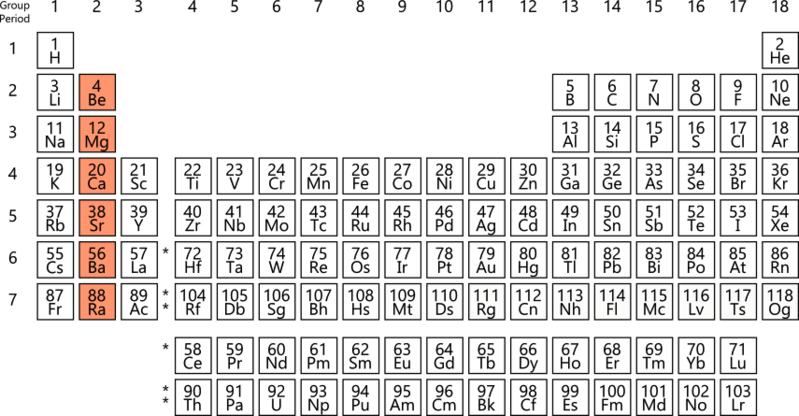 Group 1 2 3 4 5 6 7 8 9 10 11 12 13 14 15 16 17 18
Period
1 1 2
H He
2 3 4 5 6 7 8 9 10
Li Be B C N O F Ne
3 11 12 13 14 15 16 17 18
Na Mg Al Si P S Cl Ar
4 19 20 21 22 23 24 25 26 27 28 29 30 31 32 33 34 35 36
K Ca Sc Ti V Cr Mn Fe Co Ni Cu Zn Ga Ge As Se Br Kr
5 37 38 39 40 41 42 43 44 45 46 47 48 49 50 51 52 53 54
Rb Sr Y Zr Nb Mo Tc Ru Rh Pd Ag Cd In Sn Sb Te I Xe
6 55 56 57 * 72 73 74 75 76 77 78 79 80 81 82 83 84 85 86
Cs Ba La Hf Ta W Re Os Ir Pt Au Hg Tl Pb Bi Po At Rn
7 87 88 89 * 104 105 106 107 108 109 110 111 112 113 114 115 116 117 118
Fr Ra Ac * Rf Db Sg Bh Hs Mt Ds Rg Cn Nh Fl Mc Lv Ts Og
* 58 59 60 61 62 63 64 65 66 67 68 69 70 71
Ce Pr Nd Pm Sm Eu Gd Tb Dy Ho Er Tm Yb Lu
* 90 91 92 93 94 95 96 97 98 99 100 101 102 103
* Th Pa U Np Pu Am Cm Bk Cf Es Fm Md No Lr